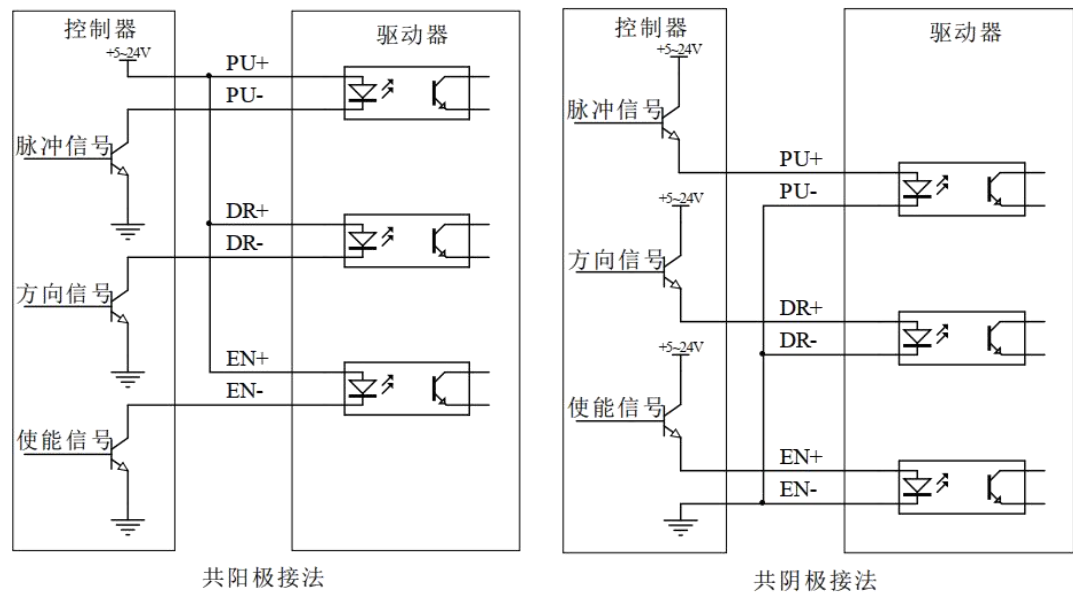 控制器
驱动器
+5~24V
PU+
PU-
脉冲信号
DR+
DR-
方向信号
EN+
EN-
使能信号
共阳极接法
控制器
驱动器
+5~24V
脉冲信号
PU+
PU-
+5~24V
方向信号
DR+
DR-
+5~24V
使能信号
EN+
EN-
共阴极接法